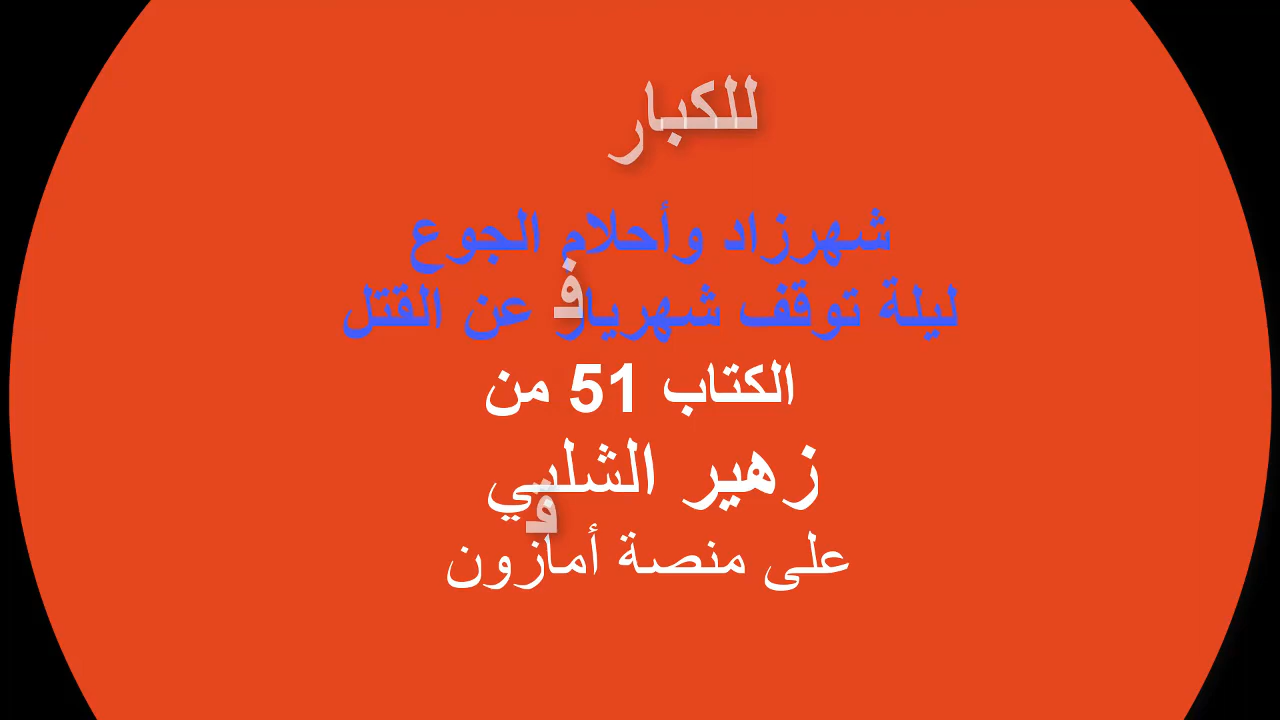 للكبار
شهرزاد وأحلام الجوع
ليلة توقف شهريار عن القتل
الكتاب 51 من
زهير الشلبي
على منصة أمازون